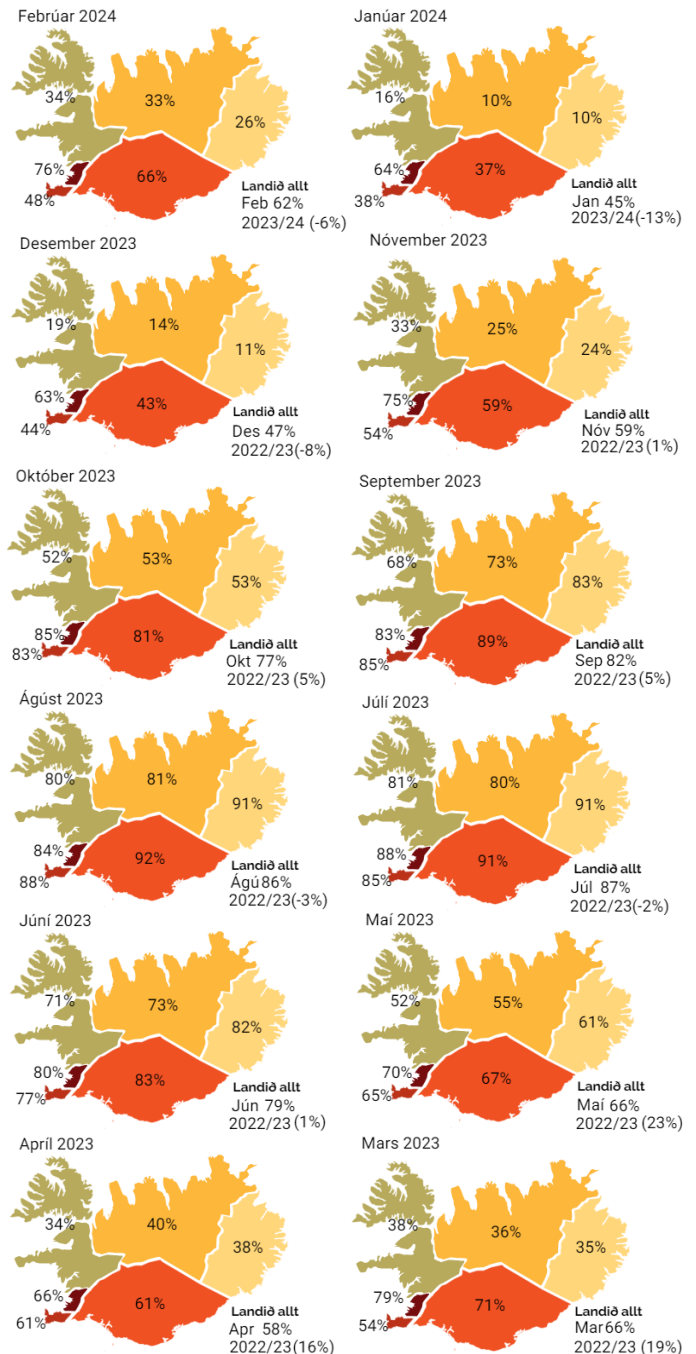 Febrúar 2024
34%
33%
26%
76%
66%
48%
Landið allt
Feb 62%
2023/24 (-6%)
Janúar 2024
16%
10%
10%
64%
37%
38%
Landið allt
Jan 45%
2023/24(-13%)
Desember 2023
19%
14%
11%
63%
43%
44%
Landið allt
Des 47%
2022/23(-8%)
Nóvember 2023
33%
25%
24%
75%
59%
54%
Landið allt
Nóv 59%
2022/23(1%)
Október 2023
52%
53%
53%
85%
81%
83%
Landið allt
Okt 77%
2022/23 (5%)
September 2023
68%
73%
83%
83%
89%
85%
Landið allt
Sep 82%
2022/23 (5%)
Ágúst 2023
80%
81%
91%
84%
92%
88%
Landið allt
Ágú86%
2022/23(-3%)
Júlí 2023
81%
80%
91%
88%
91%
85%
Landið allt
Júl 87%
2022/23(-2%)
Júní 2023
71%
73%
82%
80%
83%
77%
Landið allt
Jún 79%
2022/23 (1%)
Maí 2023
52%
55%
61%
70%
67%
65%
Landið allt
Maí 66%
2022/23 (23%)
Apríl 2023
34%
40%
38%
66%
61%
61%
Landið allt
Apr 58%
2022/23(16%)
Mars 2023
38%
36%
35%
79%
71%
54%
Landið allt
Mar66%
2022/23 (19%)